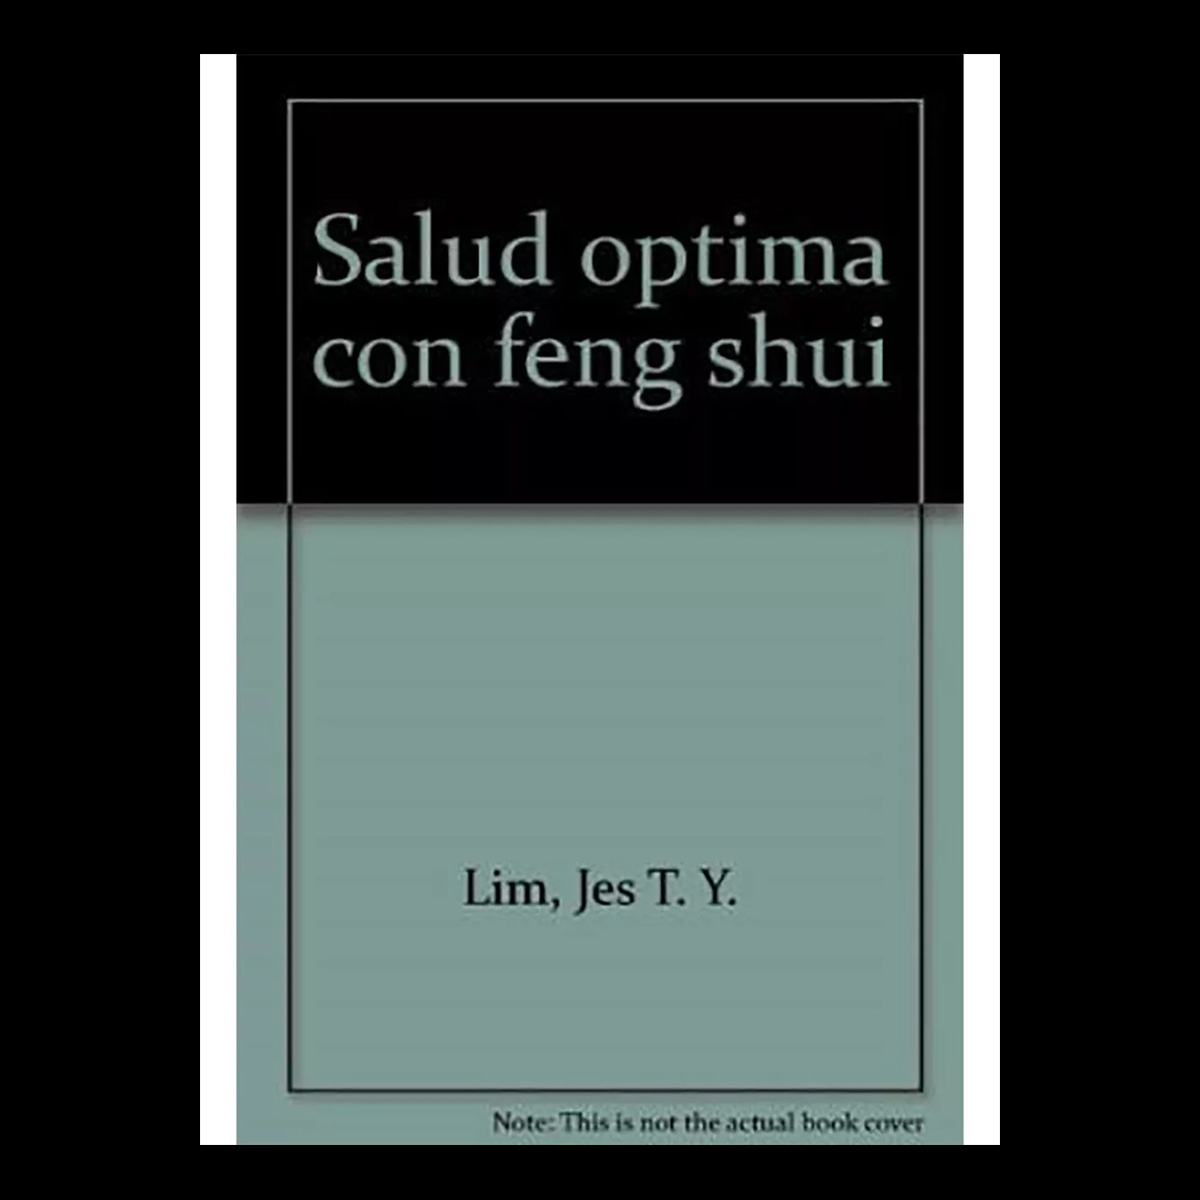 Salud optima
con feng shui
Lim, Jes T. Y.
Note: This is not the actual book cover